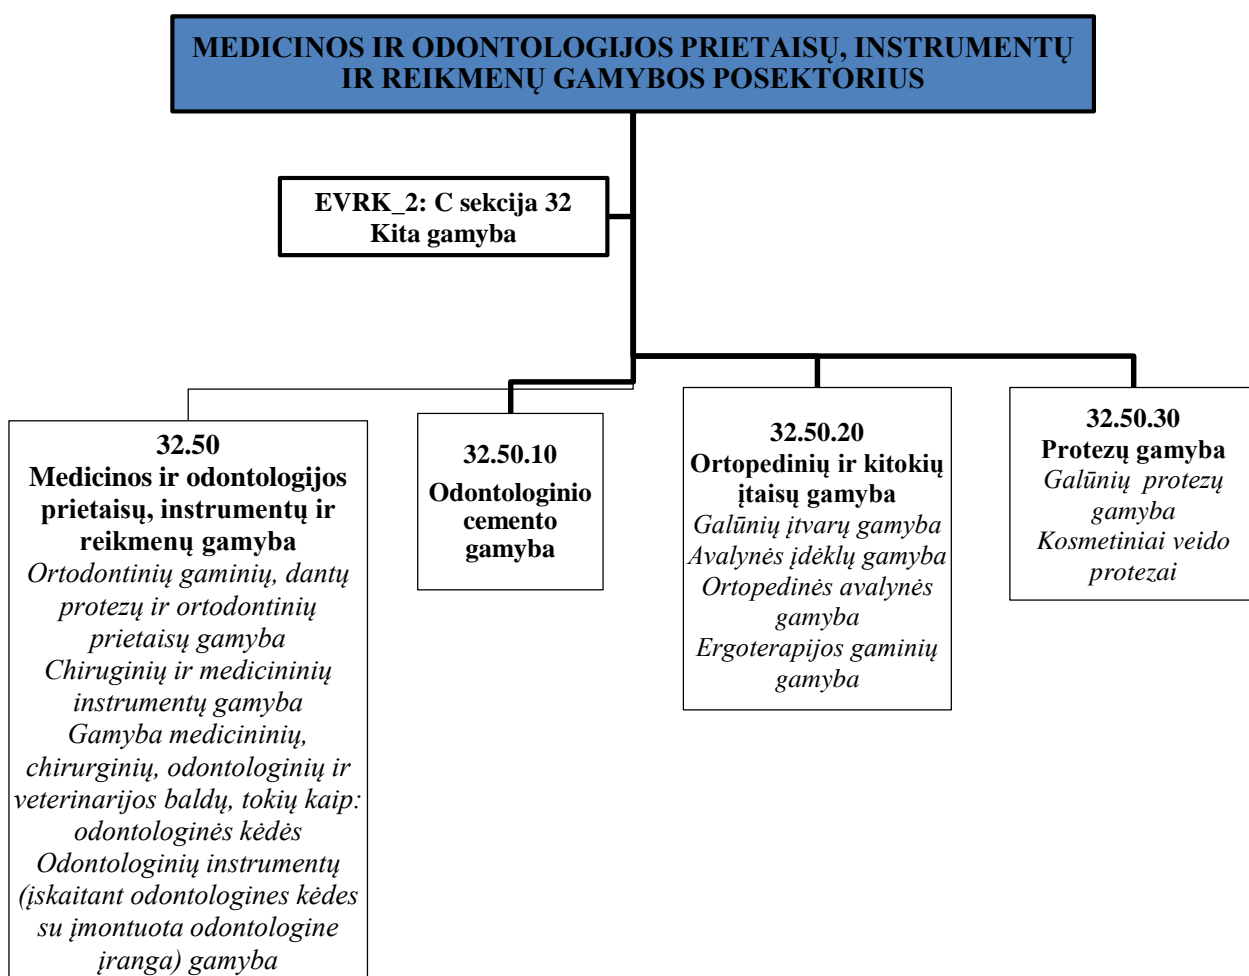 MEDICINOS IR ODONTOLOGIJOS PRIETAISŲ, INSTRUMENTŲ
IR REIKMENŲ GAMYBOS POSEKTORIUS
EVRK_2: C sekcija 32
Kita gamyba
32.50
Medicinos ir odontologijos
prietaisų, instrumentų ir
reikmenų gamyba
Ortodontinių gaminių, dantų
protezų ir ortodontinių
prietaisų gamyba
Chiruginių ir medicininių
instrumentų gamyba
Gamyba medicininių,
chirurginių, odontologinių ir
veterinarijos baldų, tokių kaip:
odontologinės kėdės
Odontologinių instrumentų
(įskaitant odontologines kėdes
su įmontuota odontologine
įranga) gamyba
32.50.10
Odontologinio
cemento
gamyba
32.50.20
Ortopedinių ir kitokių
įtaisų gamyba
Galūnių įtvarų gamyba
Avalynės įdėklų gamyba
Ortopedinės avalynės
gamyba
Ergoterapijos gaminių
gamyba
32.50.30
Protezų gamyba
Galūnių protezų
gamyba
Kosmetiniai veido
protezai